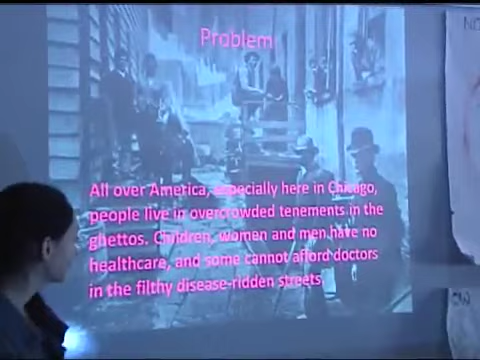 Problem
All over America, especially here in Chicago,
people live in overcrowded tenements in the
ghettos. Children, women and men have no
healthcare, and some cannot afford doctors
in the filthy disease-ridden streets